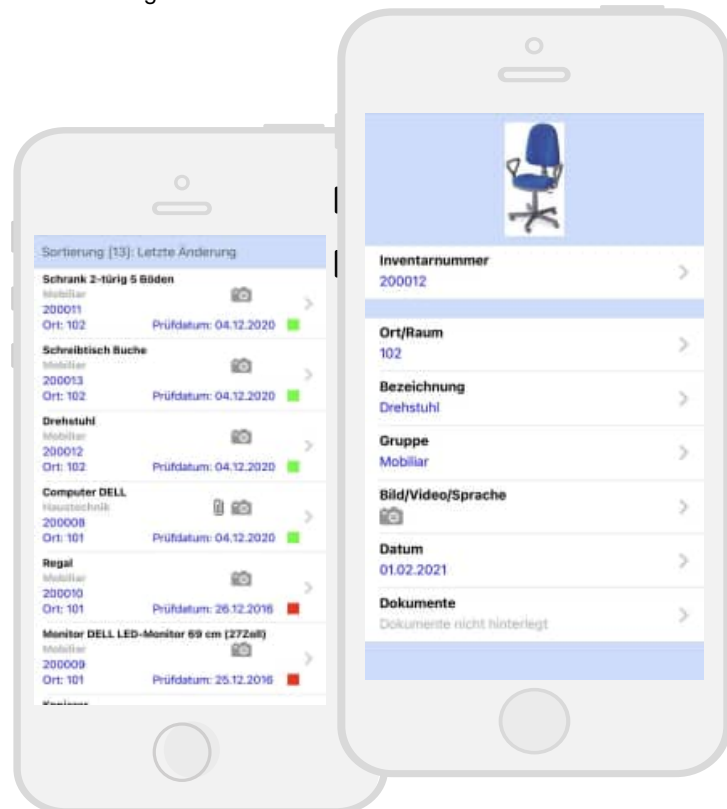 Sortierung (13): Letzte Änderung
Schrank 2-türig 5 Böden
Mobiliar
200011
Ort: 102 Prüfdatum: 04.12.2020
Schreibtisch Buche
Mobiliar
200013
Ort: 102 Prüfdatum: 04.12.2020
Drehstuhl
Mobiliar
200012
Ort: 102 Prüfdatum: 04.12.2020
Computer DELL
Haustechnik
200008
Ort: 101 Prüfdatum: 04.12.2020
Regal
Mobiliar
200010
Ort: 101 Prüfdatum: 26.12.2016
Monitor DELL LED-Monitor 69 cm (27Zoll)
Mobiliar
200009
Ort: 101 Prüfdatum: 25.12.2016
Inventarnummer
200012
Ort/Raum
102
Bezeichnung
Drehstuhl
Gruppe
Mobiliar
Bild/Video/Sprache
Datum
01.02.2021
Dokumente
Dokumente nicht hinterlegt